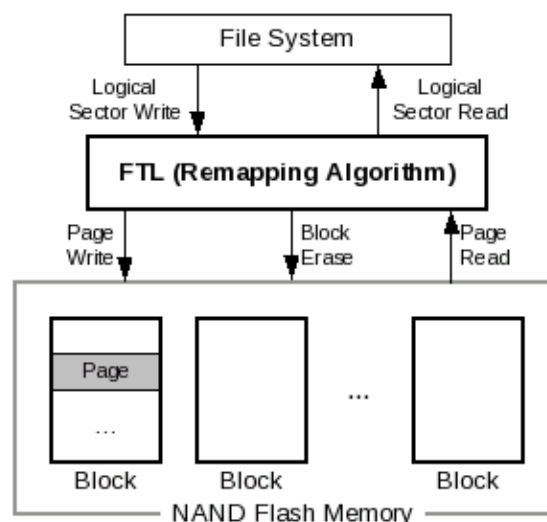 File System
Logical
Sector Write
Logical
Sector Read
FTL (Remapping Algorithm)
Page
Write
Block
Erase
Page
Read
Page
...
...
Block
Block
Block
NAND Flash Memory